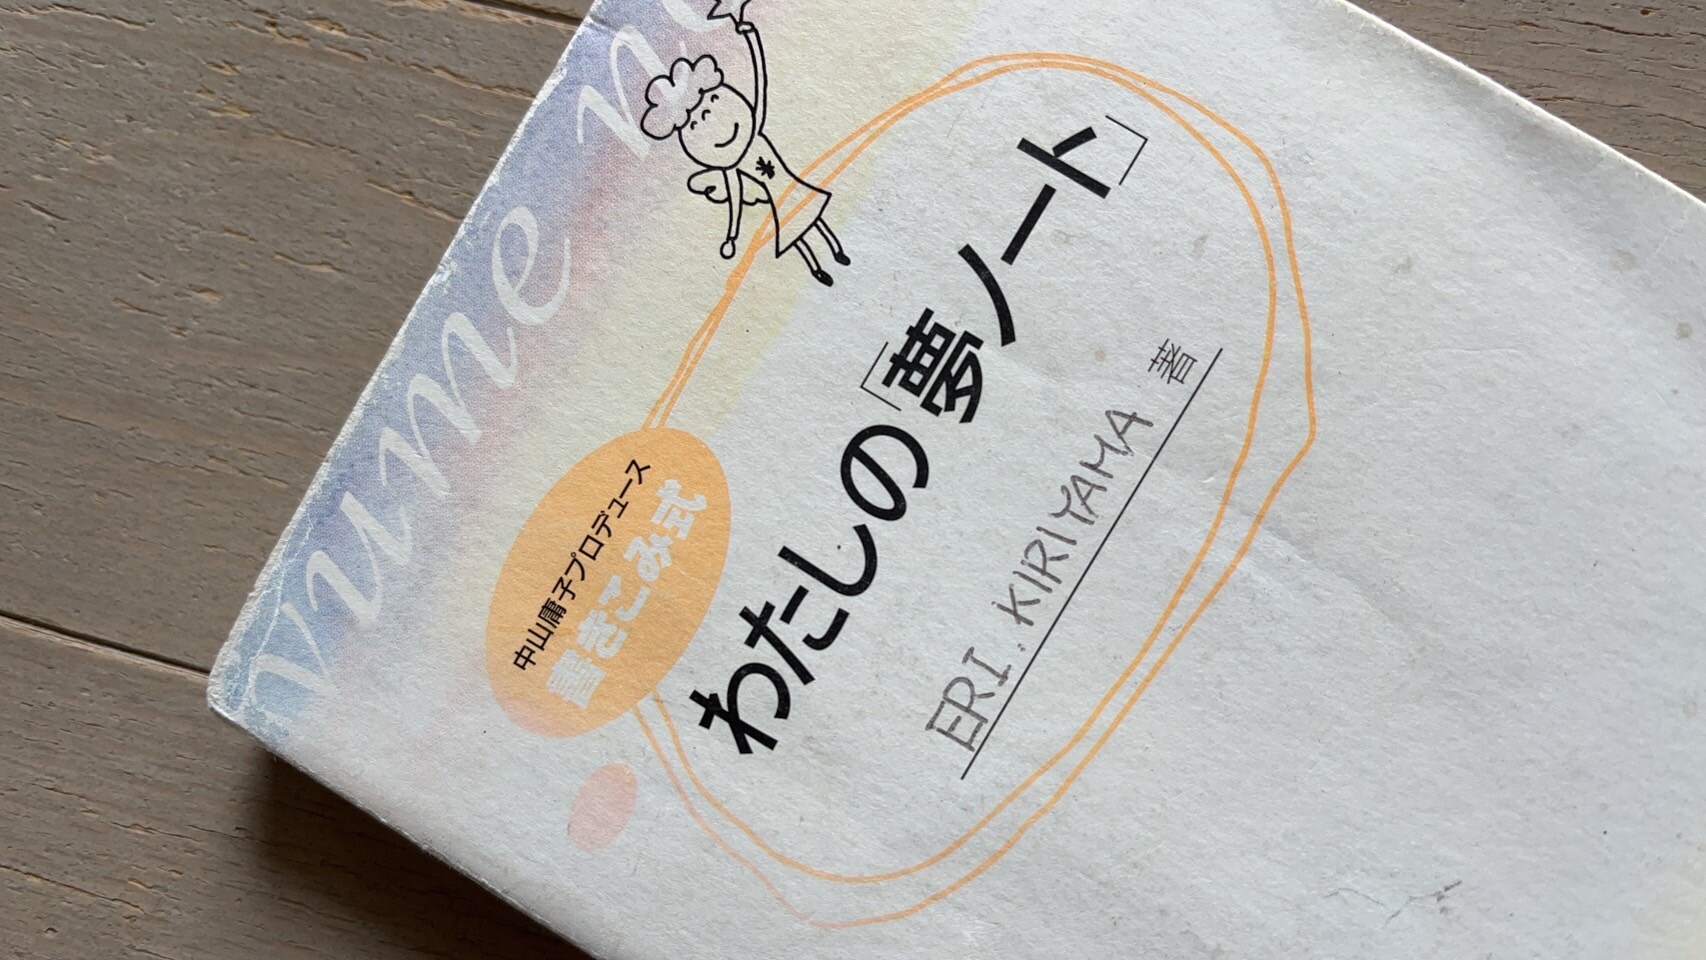 Yume no
中山庸子プロデュース
書きこみ式
わたしの「夢ノート」
ERI.KIRIYAMA 著